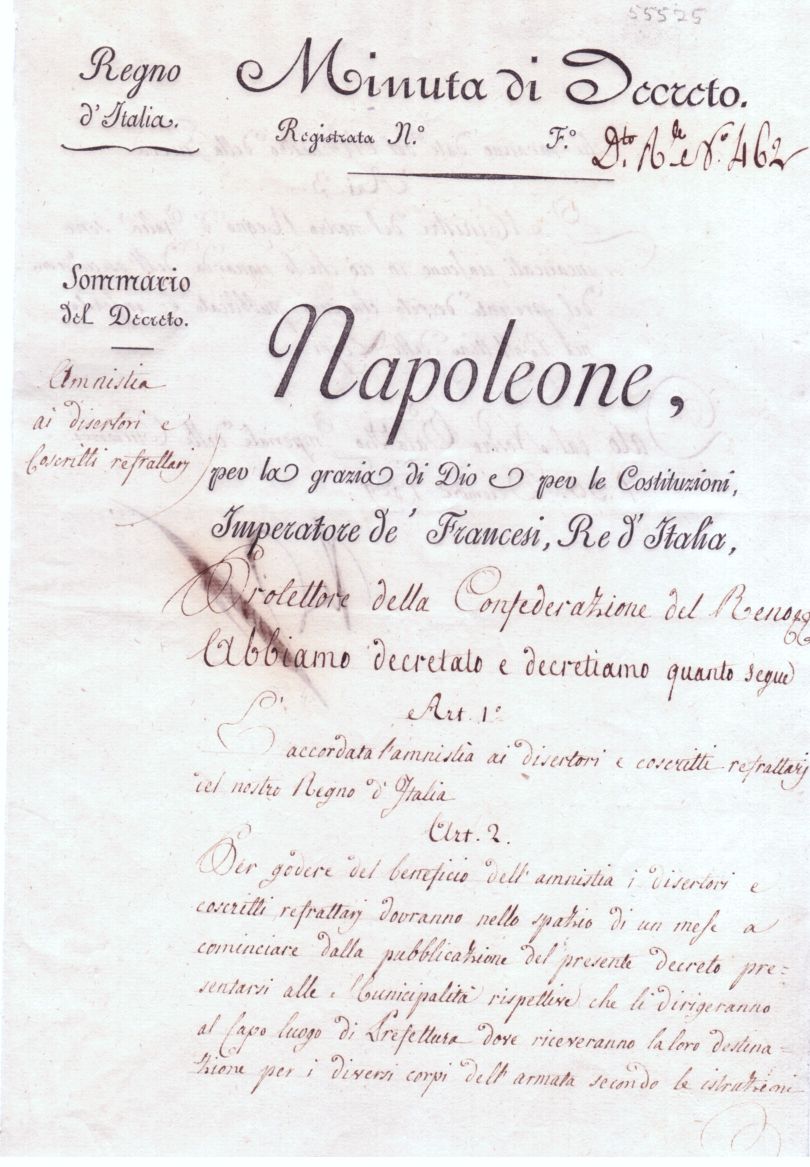 55525
Regno
d'Italia.
Minuta di Decreto.
Registrata N.º F.º D.to R.le N.º 462
Sommario
del Decreto.
Amnistia
ai disertori e
Coscritti refrattarj
Napoleone,
per la grazia di Dio e per le Costituzioni,
Imperatore de' Francesi, Re d'Italia,
Protettore della Confederazione del Reno
Abbiamo decretato e decretiamo quanto segue
Art. 1º
E' accordata l'amnistia ai disertori e coscritti refrattarj
del nostro Regno d'Italia
Art. 2.
Per godere del beneficio dell'amnistia i disertori e
coscritti refrattarj dovranno nello spazio di un mese a
cominciare dalla pubblicazione del presente decreto pre=
sentarsi alle Municipalità rispettive che li dirigeranno
al Capo luogo di Prefettura dove riceveranno la loro destina=
zione per i diversi corpi dell'armata secondo le istruzioni